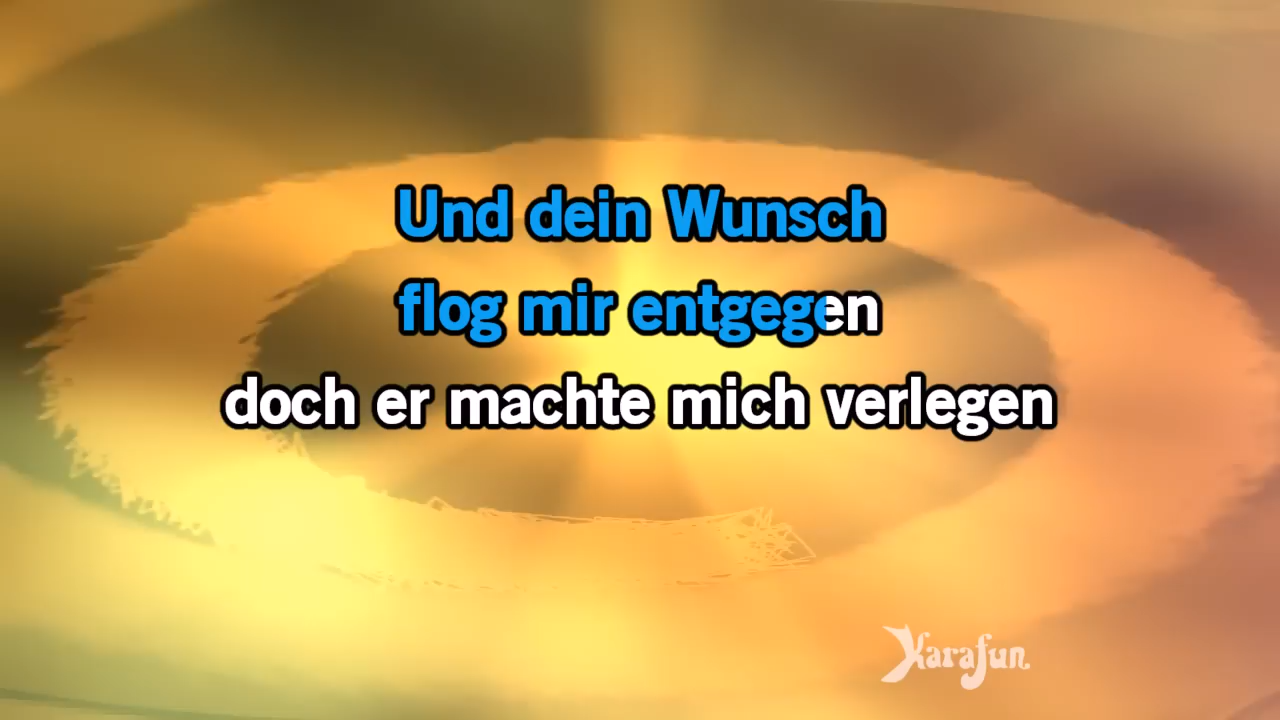 Und dein Wunsch
flog mir entgegen
doch er machte mich verlegen
Karafun